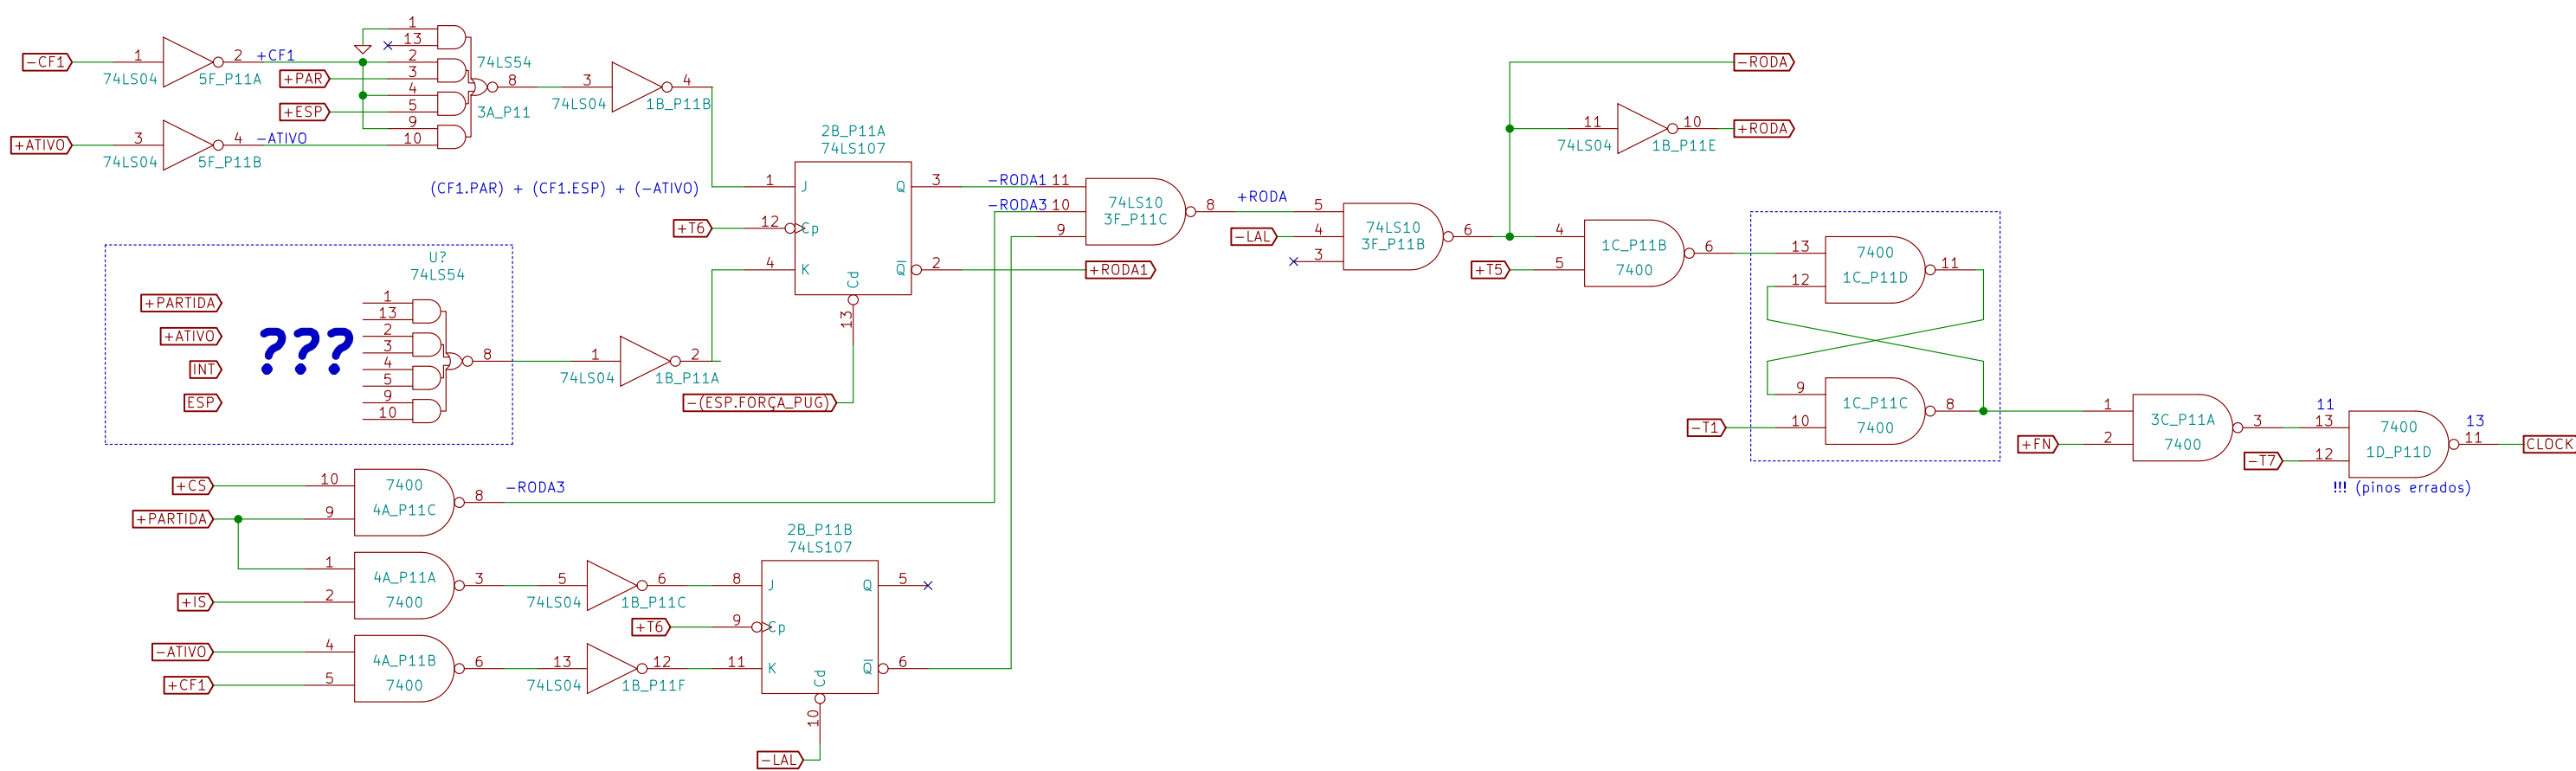 -CF1
1
74LS04
2
5F_P11A
+CF1
+PAR
+ESP
+ATIVO
3
74LS04
4
5F_P11B
-ATIVO
1
13
2
3
4
5
9
10
74LS54
8
3A_P11
3
74LS04
4
1B_P11B
(CF1.PAR) + (CF1.ESP) + (-ATIVO)
2B_P11A
74LS107
1
J
Q
3
+T6
12
Cp
4
K
Q
2
Cd
13
-RODA1
11
-RODA3
10
9
74LS10
3F_P11C
8
+RODA
+RODA1
-LAL
5
4
3
74LS10
3F_P11B
6
-RODA
11
74LS04
10
1B_P11E
+RODA
+T5
4
5
1C_P11B
7400
6
13
12
7400
1C_P11D
11
9
10
1C_P11C
7400
8
-T1
1
+FN
2
3C_P11A
7400
3
11
13
-T7
12
7400
1D_P11D
13
11
CLOCK
!!! (pinos errados)
U?
74LS54
+PARTIDA
+ATIVO
INT
ESP
???
1
13
2
3
4
5
9
10
8
1
74LS04
2
1B_P11A
-(ESP.FORÇA_PUG)
+CS
10
+PARTIDA
9
7400
4A_P11C
8
-RODA3
1
+IS
2
4A_P11A
7400
3
5
74LS04
6
1B_P11C
-ATIVO
4
+CF1
5
4A_P11B
7400
6
13
74LS04
12
1B_P11F
2B_P11B
74LS107
8
J
Q
5
+T6
9
Cp
11
K
Q
6
Cd
10
-LAL